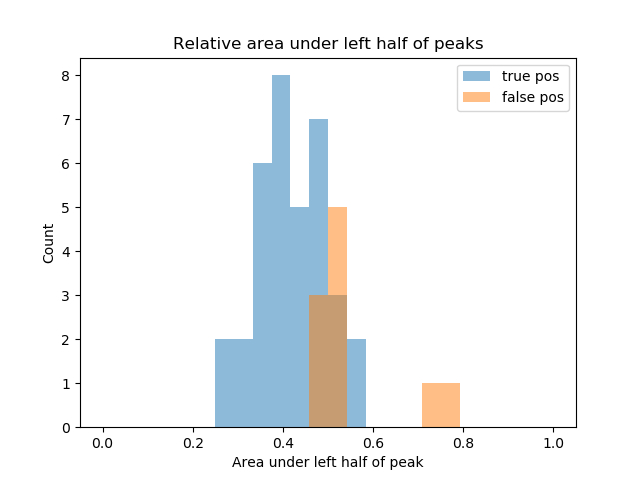 Relative area under left half of peaks
true pos
false pos
8
7
6
5
4
3
2
1
0
Count
0.0 0.2 0.4 0.6 0.8 1.0
Area under left half of peak